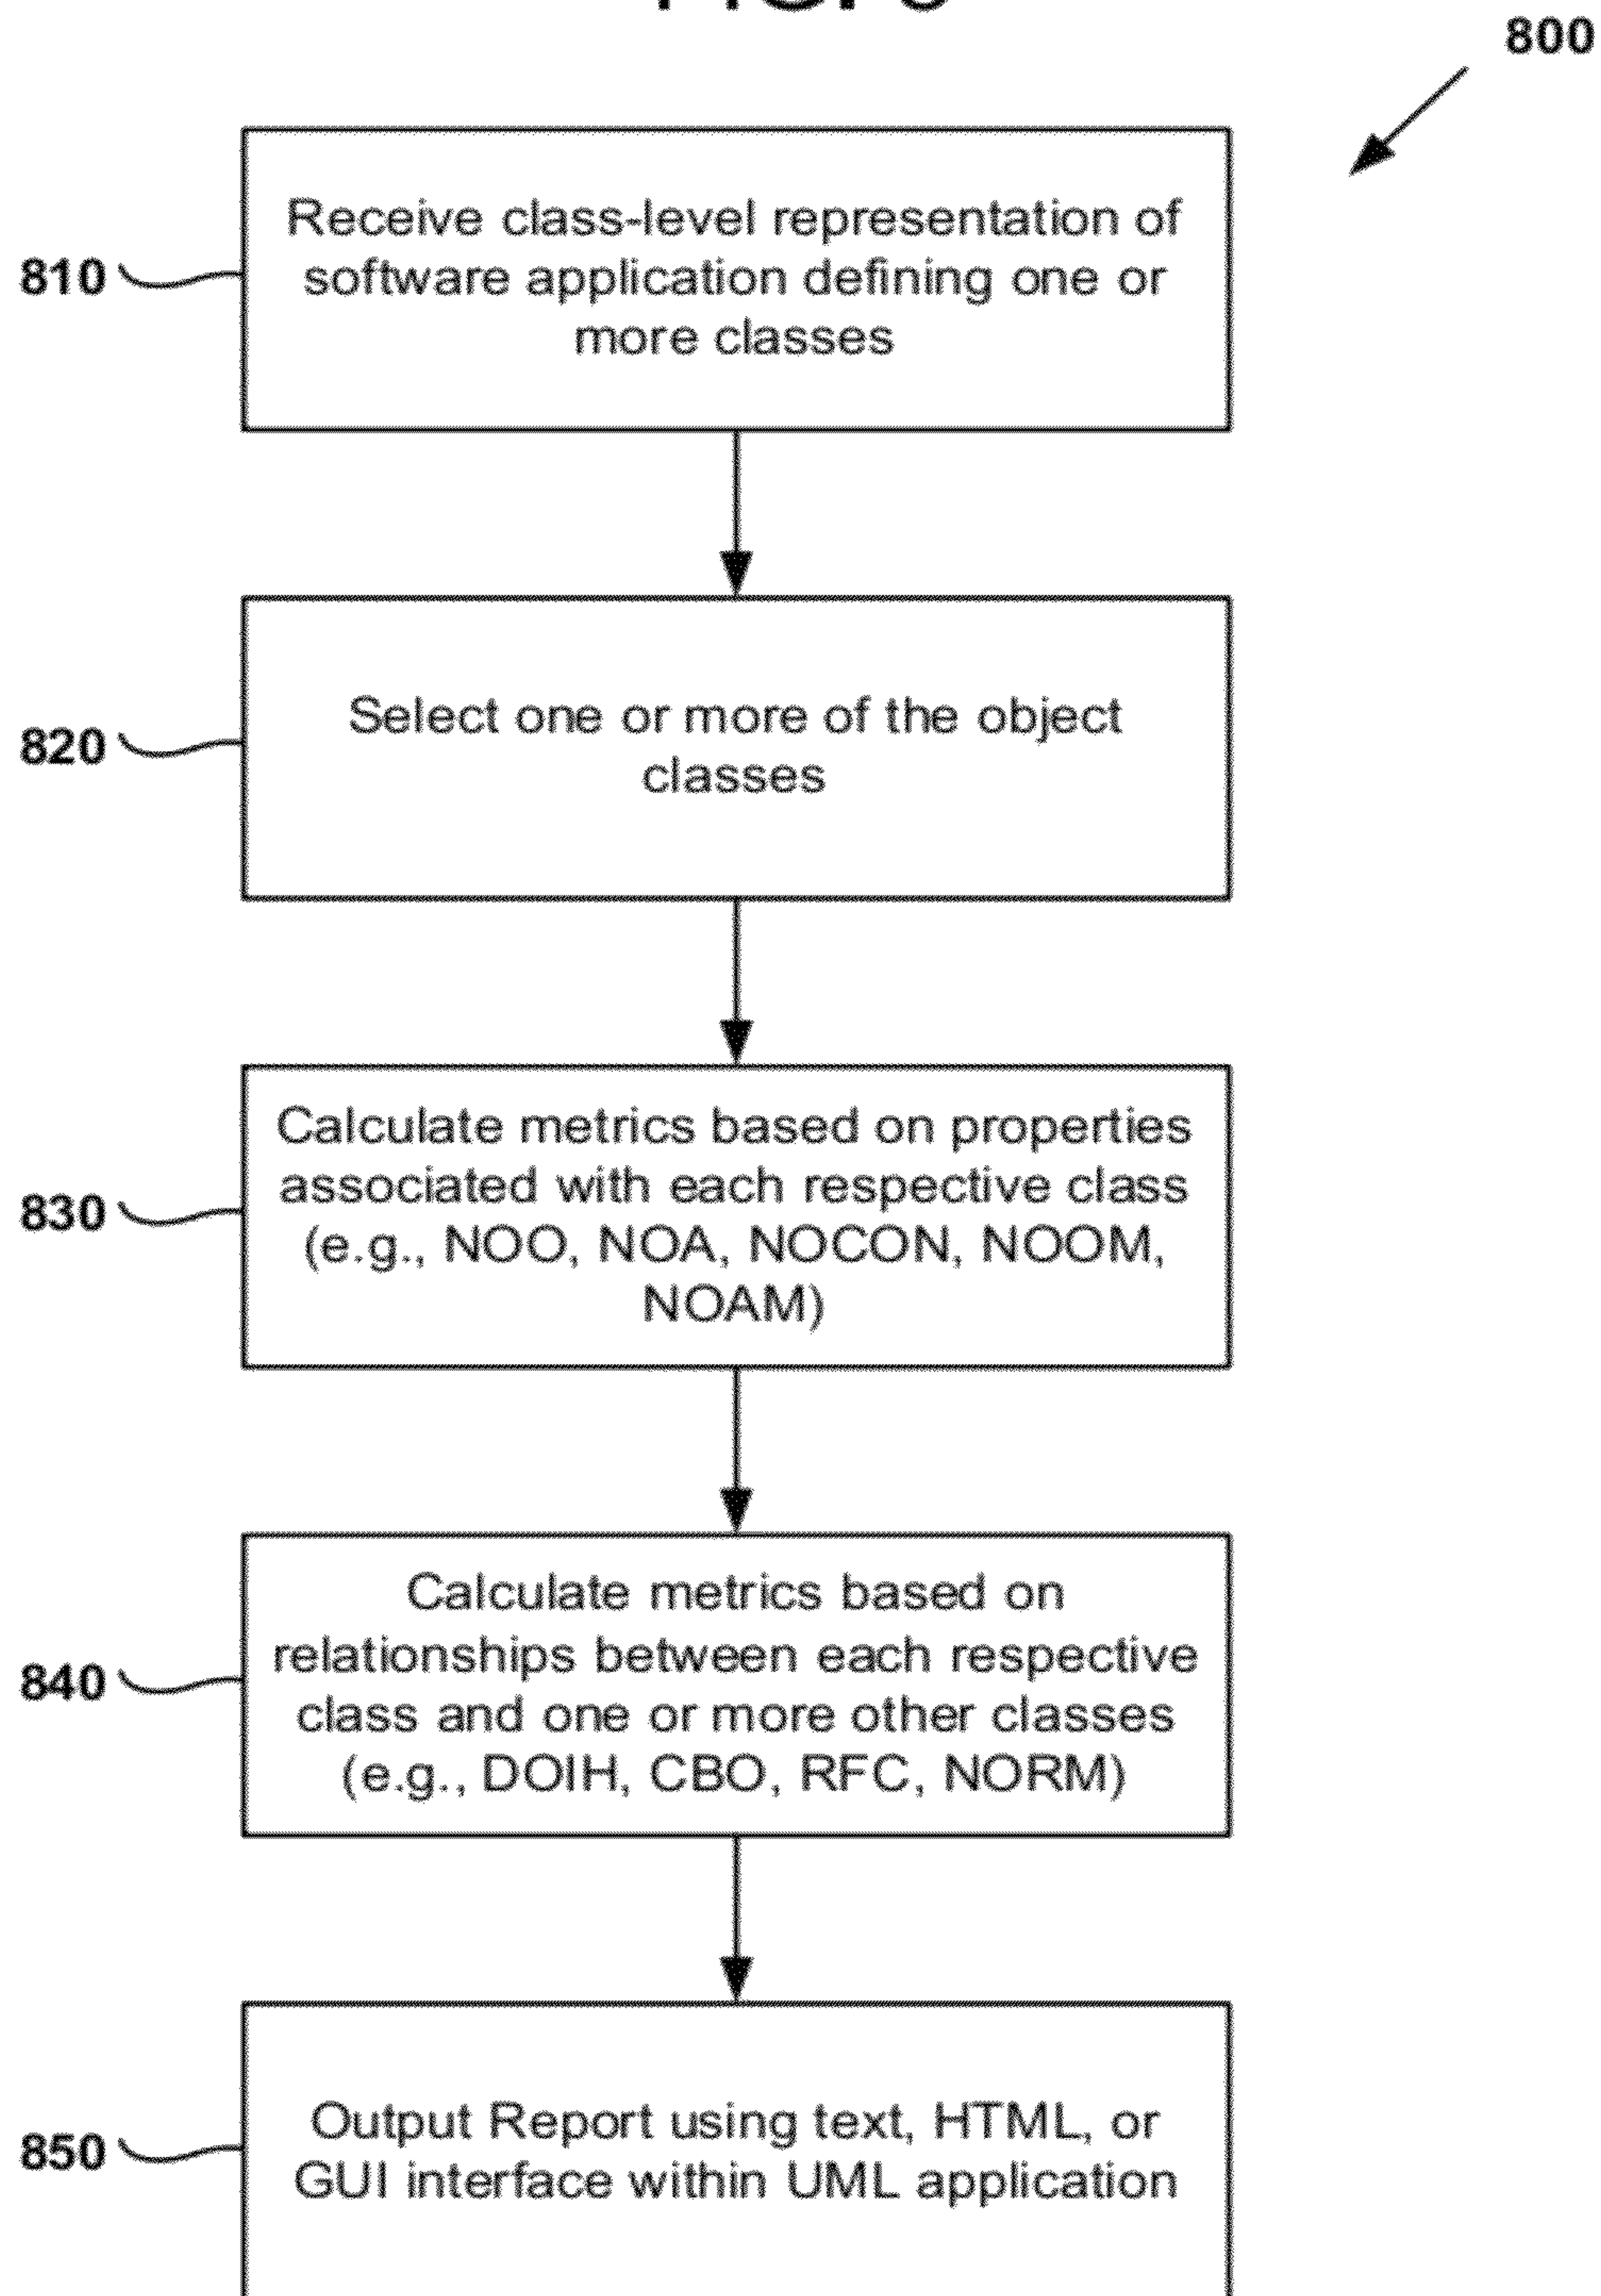 800
810
Receive class-level representation of
software application defining one or
more classes
820
Select one or more of the object
classes
830
Calculate metrics based on properties
associated with each respective class
(e.g., NOO, NOA, NOCON, NOOM,
NOAM)
840
Calculate metrics based on
relationships between each respective
class and one or more other classes
(e.g., DOIH, CBO, RFC, NORM)
850
Output Report using text, HTML, or
GUI interface within UML application